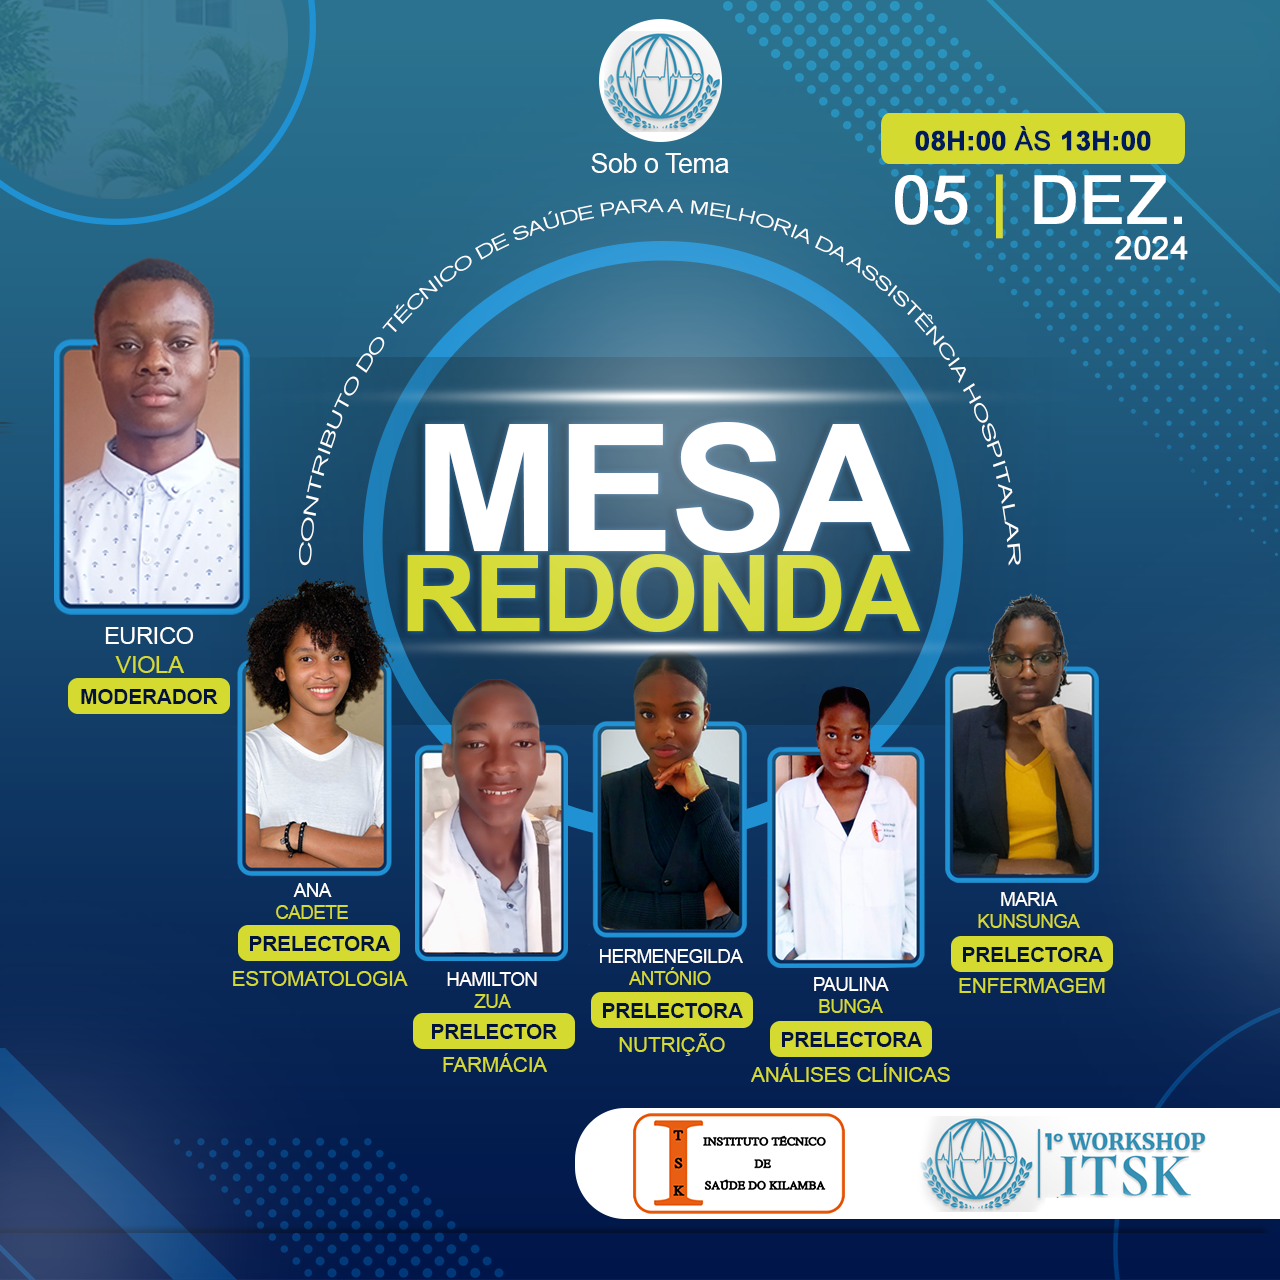 Sob o Tema
08H:00 ÀS 13H:00
05 | DEZ.
2024
CONTRIBUTO DO TÉCNICO DE SAÚDE PARA A MELHORIA DA ASSISTÊNCIA HOSPITALAR
MESA
REDONDA
EURICO
VIOLA
MODERADOR
ANA
CADETE
PRELECTORA
ESTOMATOLOGIA
HAMILTON
ZUA
PRELECTOR
FARMÁCIA
HERMENEGILDA
ANTÓNIO
PRELECTORA
NUTRIÇÃO
PAULINA
BUNGA
PRELECTORA
ANÁLISES CLÍNICAS
MARIA
KUNSUNGA
PRELECTORA
ENFERMAGEM
ITSK
INSTITUTO TÉCNICO
DE
SAÚDE DO KILAMBA
1º WORKSHOP
ITSK